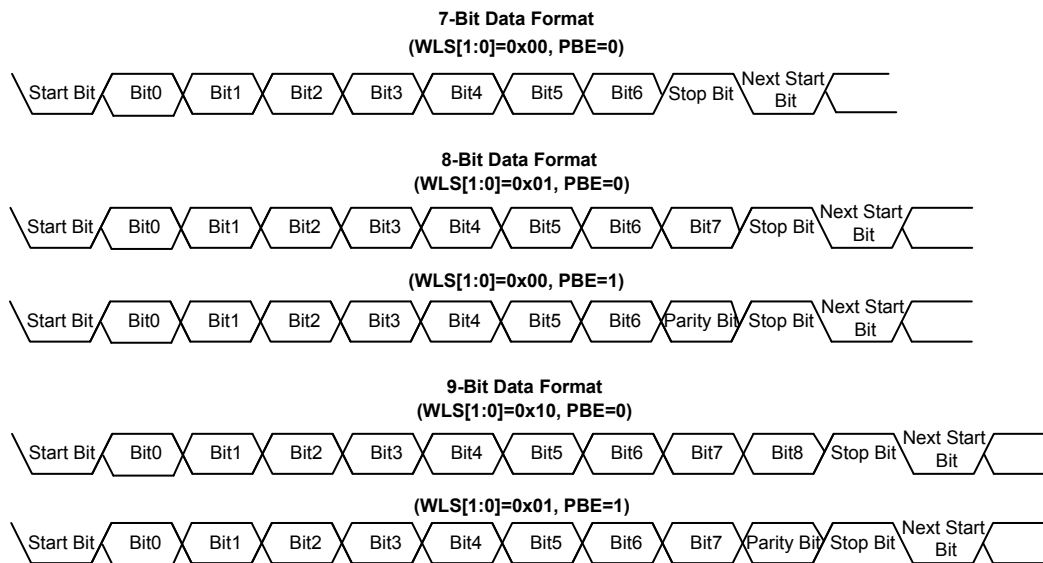 7-Bit Data Format
(WLS[1:0]=0x00, PBE=0)
Start Bit Bit0 Bit1 Bit2 Bit3 Bit4 Bit5 Bit6 Stop Bit Next Start Bit
8-Bit Data Format
(WLS[1:0]=0x01, PBE=0)
Start Bit Bit0 Bit1 Bit2 Bit3 Bit4 Bit5 Bit6 Bit7 Stop Bit Next Start Bit
(WLS[1:0]=0x00, PBE=1)
Start Bit Bit0 Bit1 Bit2 Bit3 Bit4 Bit5 Bit6 Parity Bit Stop Bit Next Start Bit
9-Bit Data Format
(WLS[1:0]=0x10, PBE=0)
Start Bit Bit0 Bit1 Bit2 Bit3 Bit4 Bit5 Bit6 Bit7 Bit8 Stop Bit Next Start Bit
(WLS[1:0]=0x01, PBE=1)
Start Bit Bit0 Bit1 Bit2 Bit3 Bit4 Bit5 Bit6 Bit7 Parity Bit Stop Bit Next Start Bit